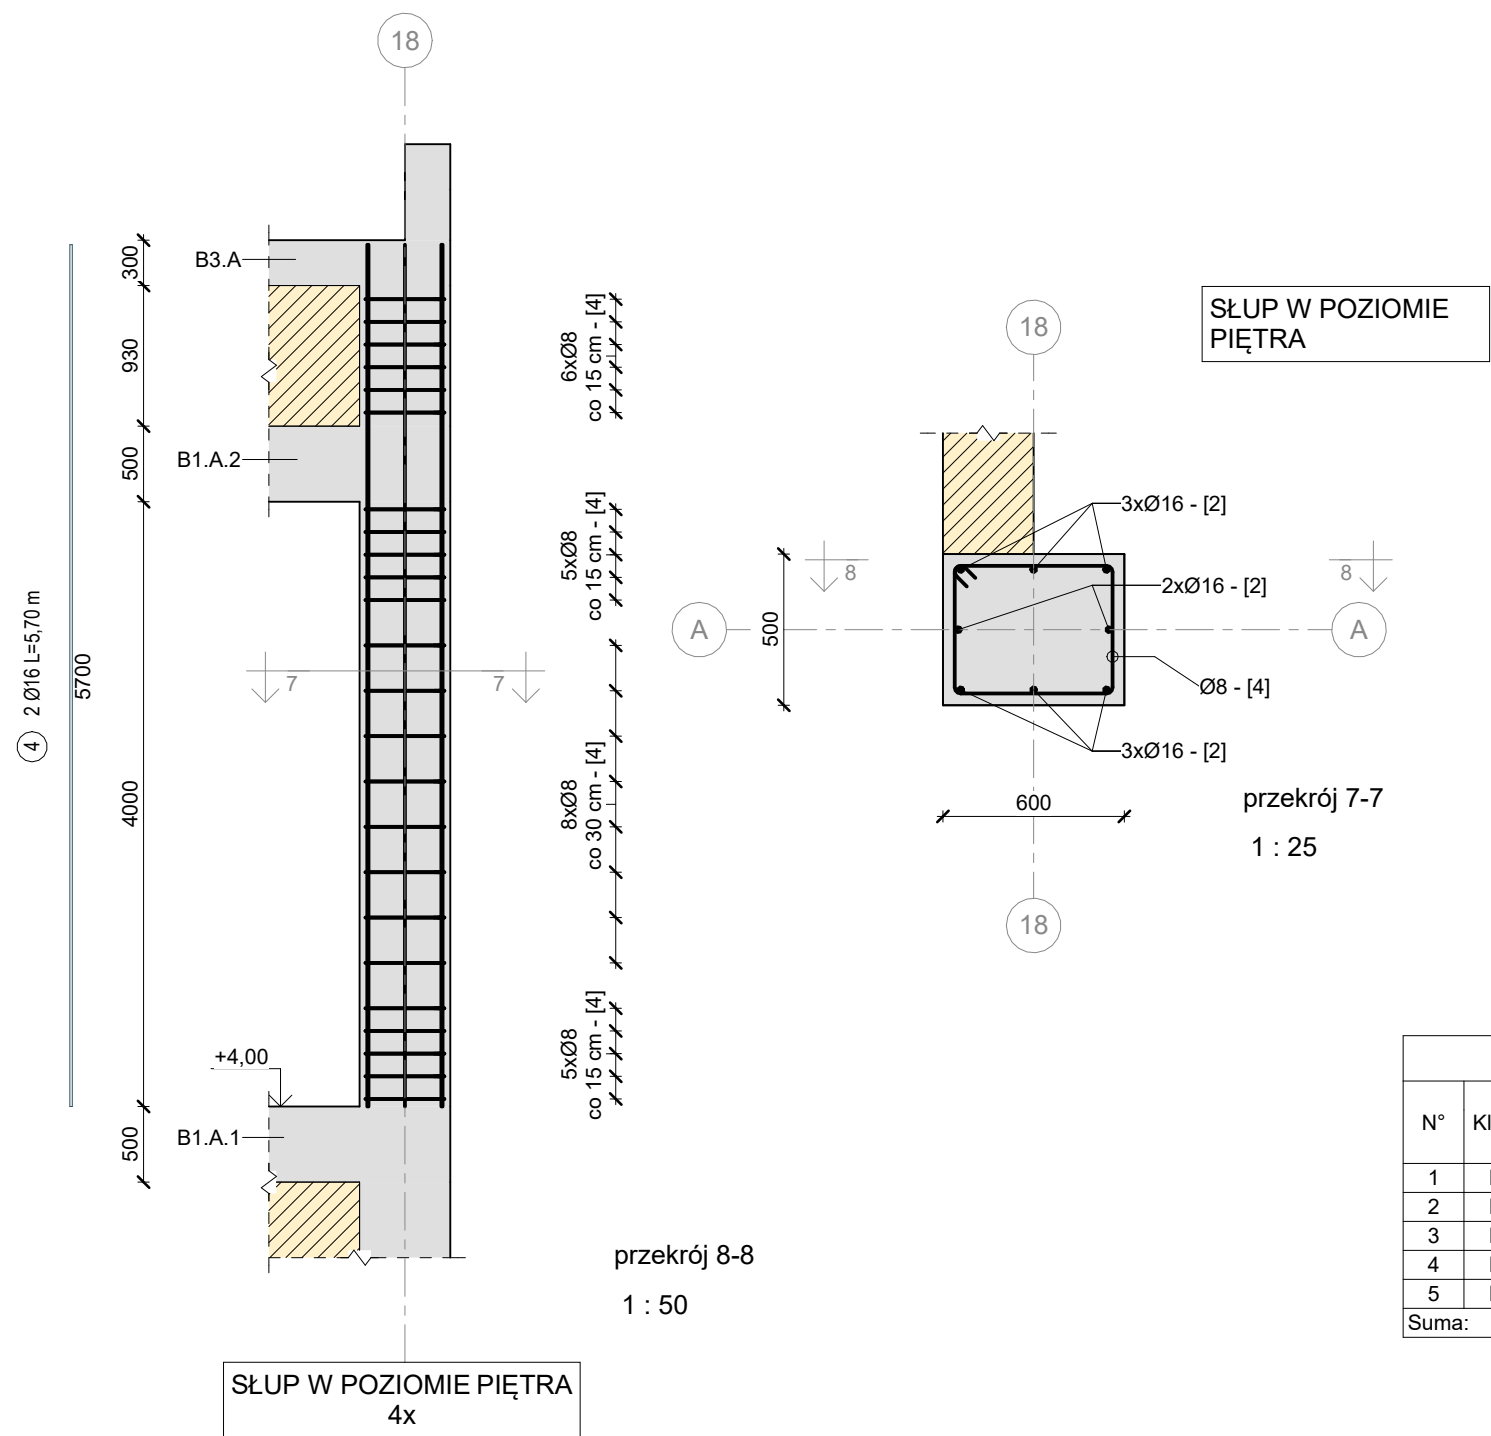 18
300
930
500
4000
500
B3.A
B1.A.2
B1.A.1
+4,00
4 2 Ø16 L=5,70 m
5700
6xØ8
co 15 cm - [4]
5xØ8
co 15 cm - [4]
8xØ8
co 30 cm - [4]
5xØ8
co 15 cm - [4]
7
7
przekrój 8-8
1 : 50
SŁUP W POZIOMIE PIĘTRA
4x
SŁUP W POZIOMIE
PIĘTRA
18
3xØ16 - [2]
8
8
2xØ16 - [2]
A
A
500
Ø8 - [4]
3xØ16 - [2]
600
18
przekrój 7-7
1 : 25
N°
1
2
3
4
5
Suma: